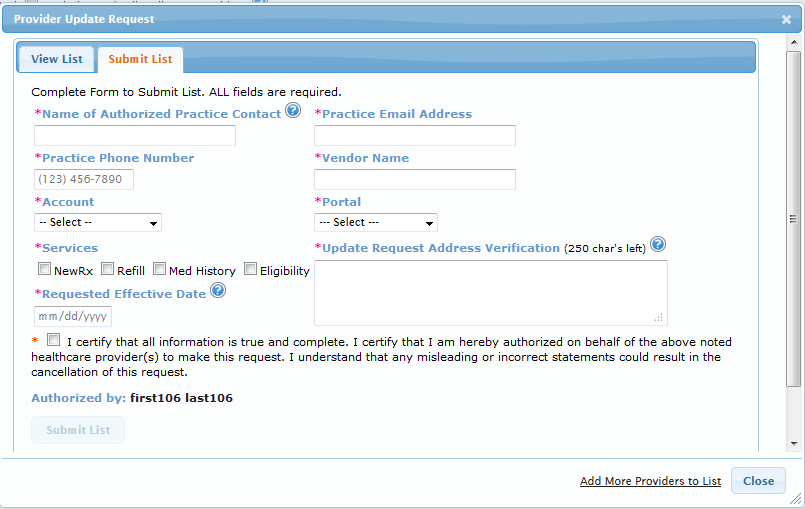 Provider Update Request
View List Submit List
Complete Form to Submit List. ALL fields are required.
*Name of Authorized Practice Contact ? *Practice Email Address
*Practice Phone Number *Vendor Name
(123) 456-7890
*Account *Portal
-- Select -- --- Select ---
*Services *Update Request Address Verification (250 char's left) ?
NewRx Refill Med History Eligibility
*Requested Effective Date ?
mm/dd/yyyy
* I certify that all information is true and complete. I certify that I am hereby authorized on behalf of the above noted
healthcare provider(s) to make this request. I understand that any misleading or incorrect statements could result in the
cancellation of this request.
Authorized by: first106 last106
Submit List
Add More Providers to List Close